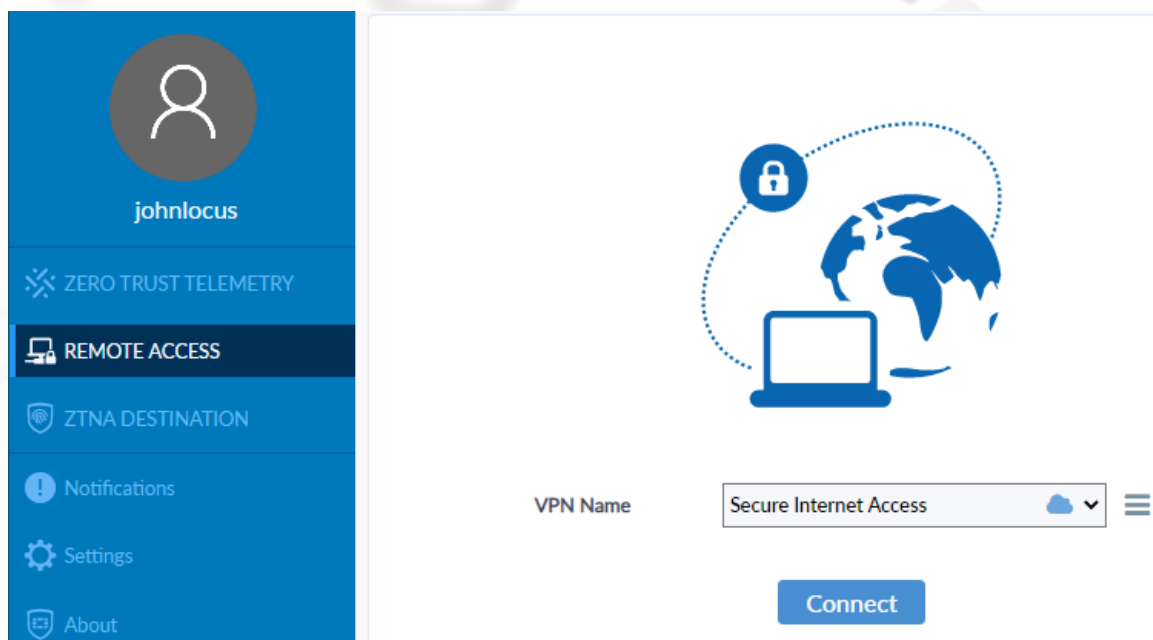 johnlocus
ZERO TRUST TELEMETRY
REMOTE ACCESS
ZTNA DESTINATION
Notifications
Settings
About
VPN Name
Secure Internet Access
Connect